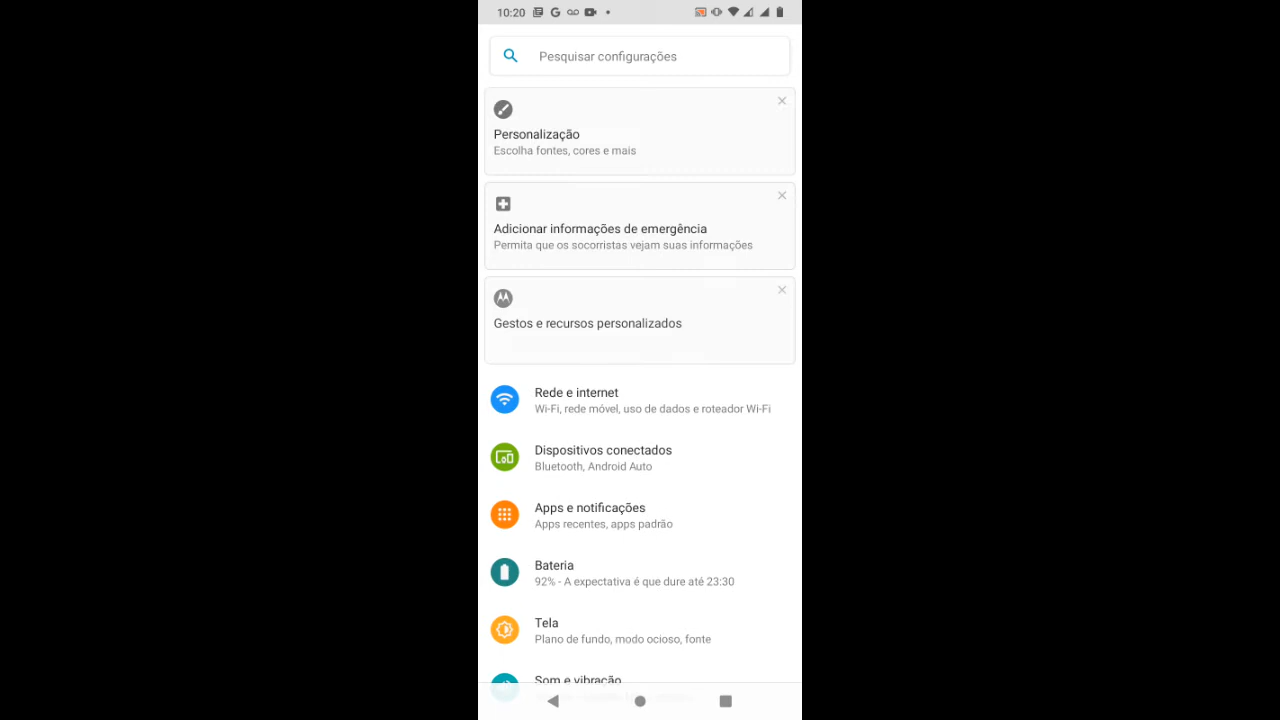 10:20
Pesquisar configurações
Personalização
Escolha fontes, cores e mais
Adicionar informações de emergência
Permita que os socorristas vejam suas informações
Gestos e recursos personalizados
Rede e internet
Wi-Fi, rede móvel, uso de dados e roteador Wi-Fi
Dispositivos conectados
Bluetooth, Android Auto
Apps e notificações
Apps recentes, apps padrão
Bateria
92% - A expectativa é que dure até 23:30
Tela
Plano de fundo, modo ocioso, fonte
Som e vibração